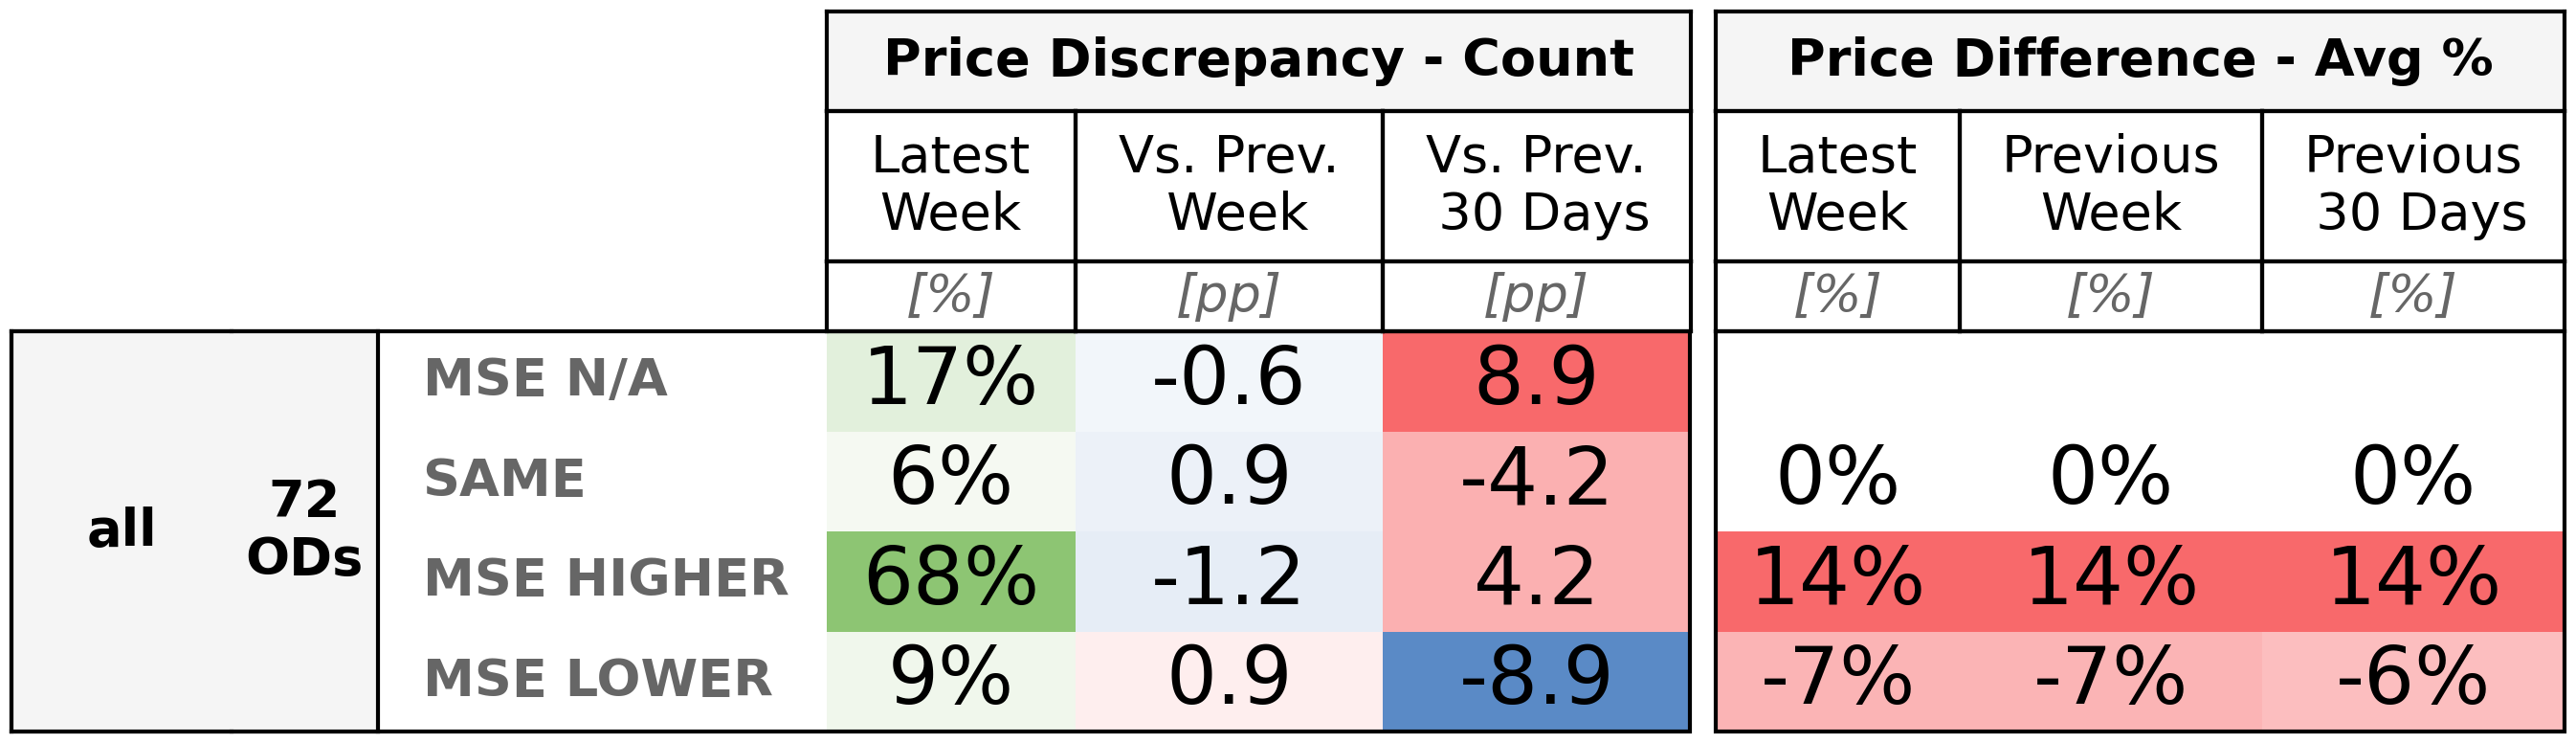 Price Discrepancy - Count Price Difference - Avg %
Latest Week Vs. Prev. Week Vs. Prev. 30 Days Latest Week Previous Week Previous 30 Days
[%] [pp] [pp] [%] [%] [%]
all 72 ODs
MSE N/A 17% -0.6 8.9
SAME 6% 0.9 -4.2 0% 0% 0%
MSE HIGHER 68% -1.2 4.2 14% 14% 14%
MSE LOWER 9% 0.9 -8.9 -7% -7% -6%